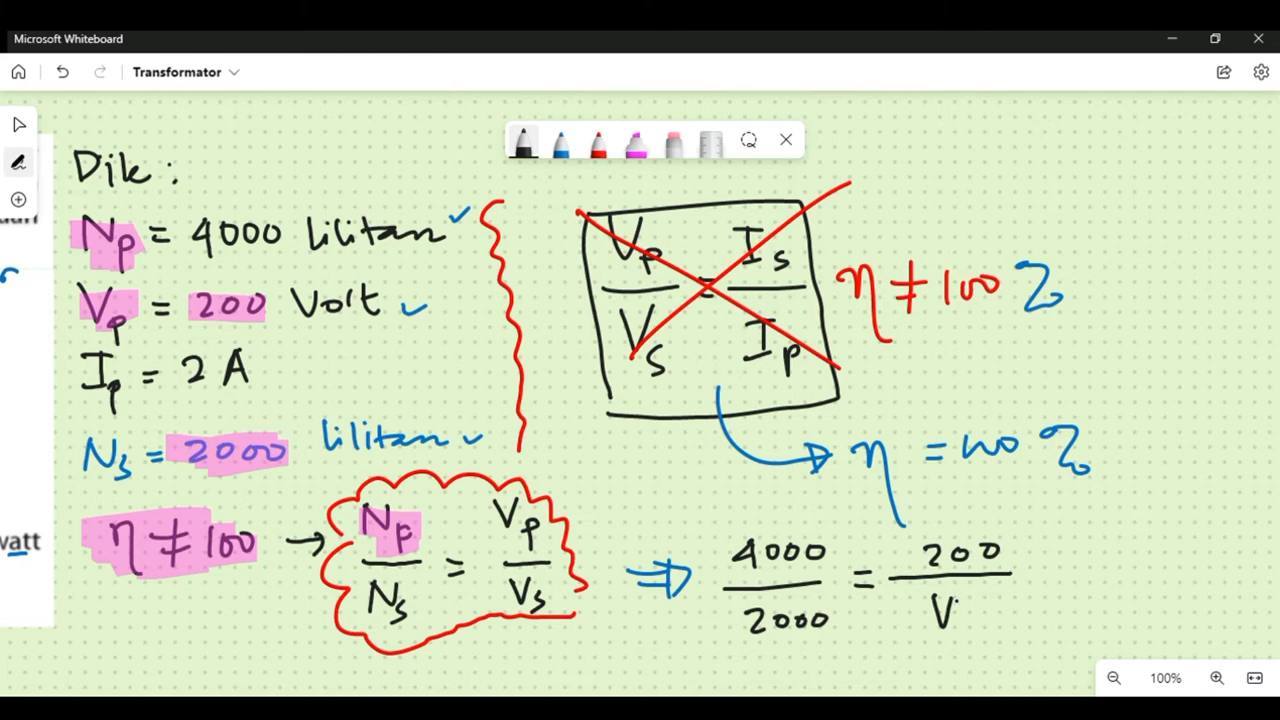 Microsoft Whiteboard
Transformator
Dik :
Np = 4000 lilitan
Vp = 200 Volt
Ip = 2 A
Ns = 2000 lilitan
η ≠ 100 → Np/Ns = Vp/Vs
Vp/Vs = Is/Ip
η ≠ 100 %
η = 100 %
⇒ 4000/2000 = 200/V
watt
100%